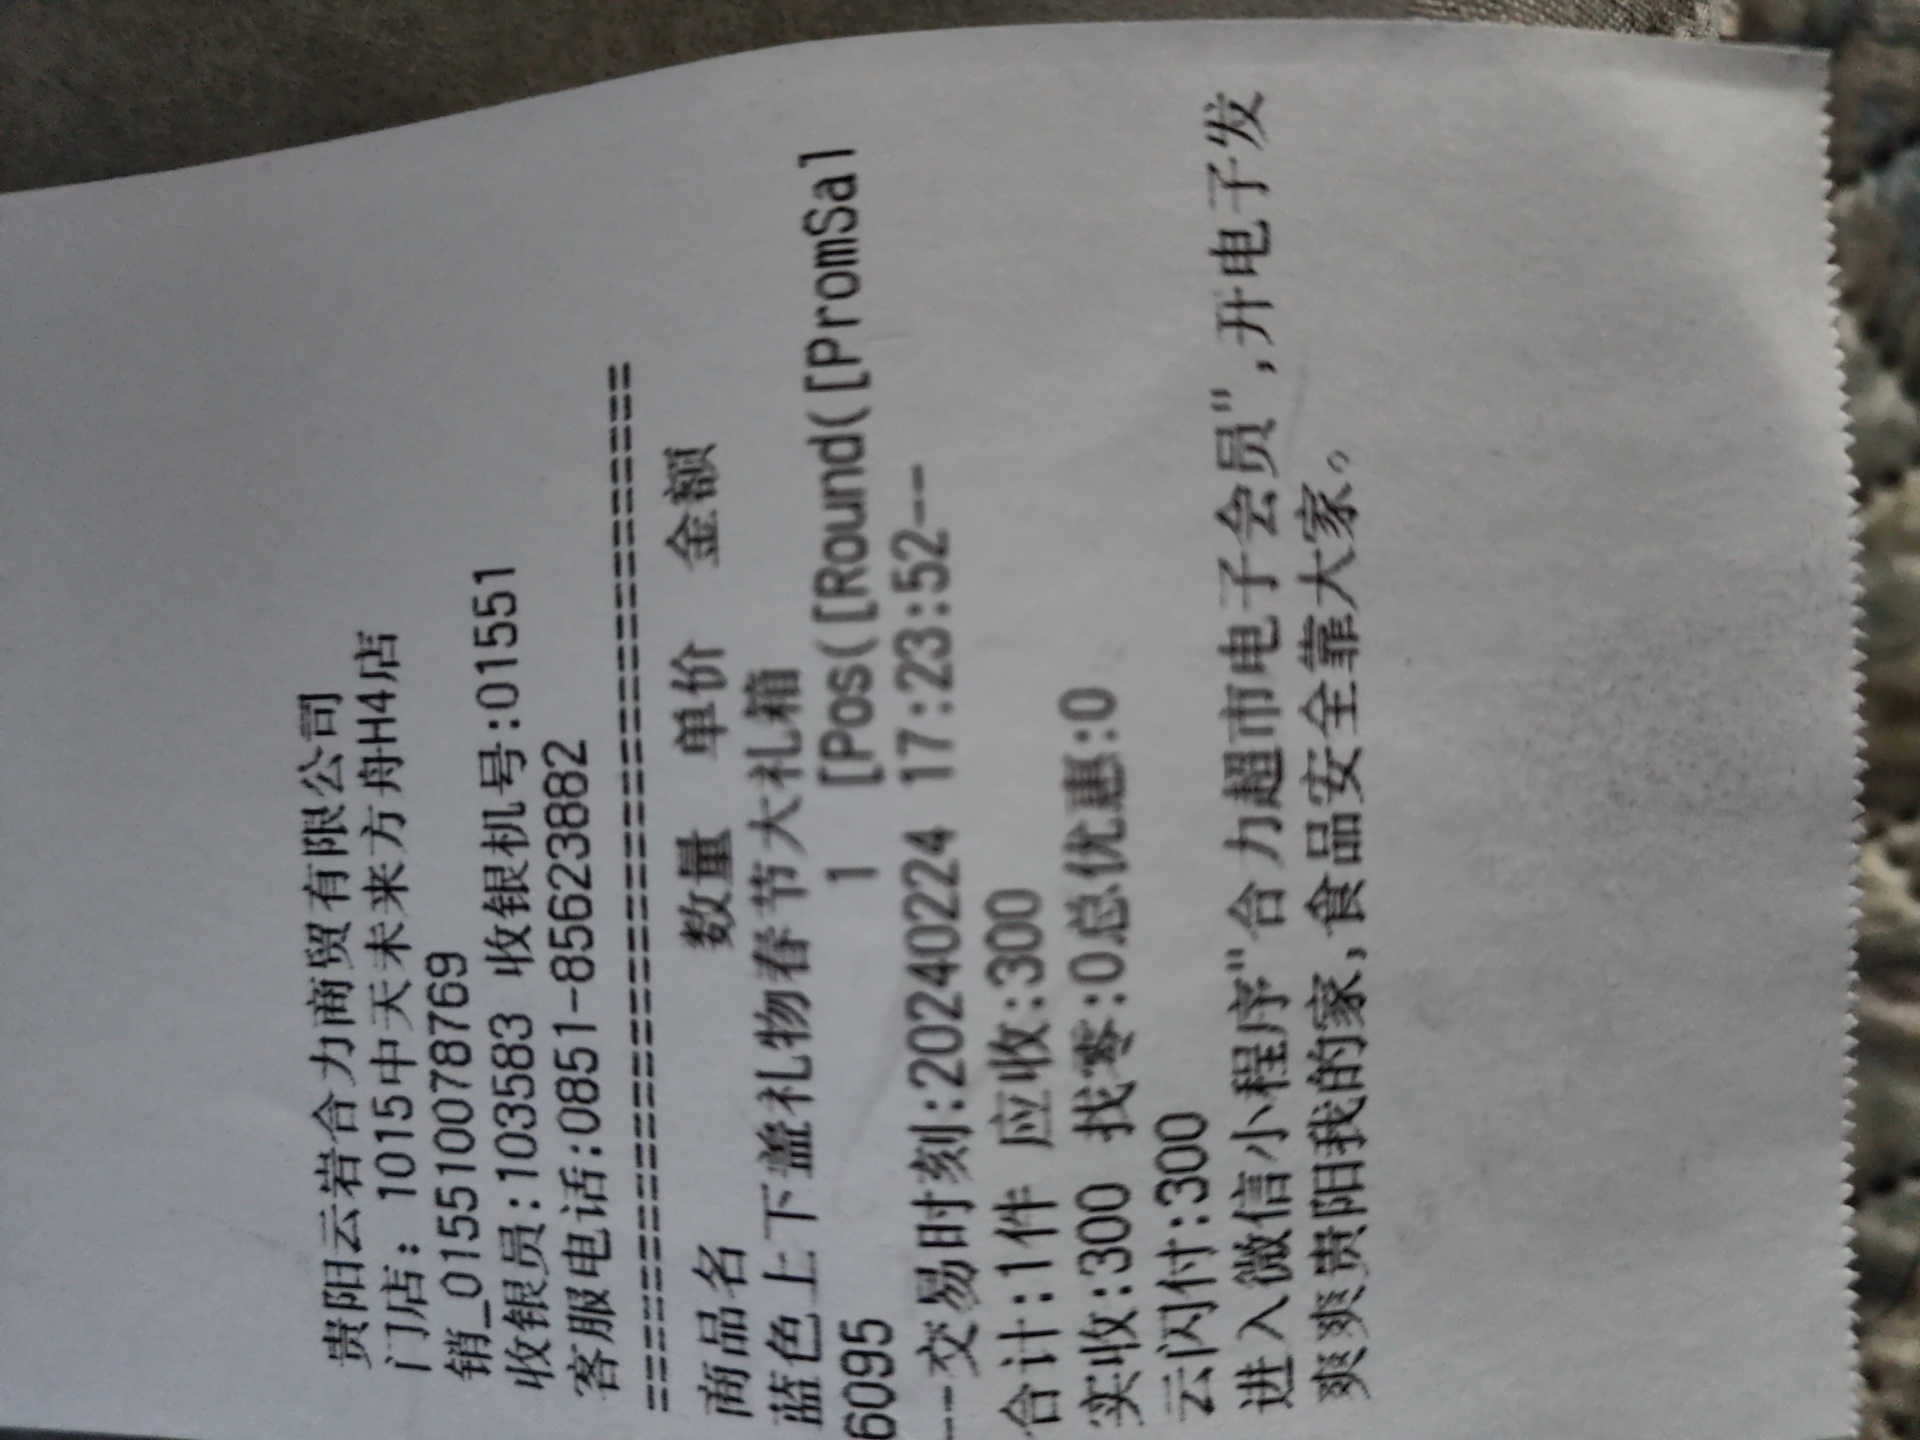 贵阳云岩合力商贸有限公司
门店: 1015中天未来方舟H4店
销_0155100787​69
收银员:103583 收银机号:01551
客服电话:0851-85623882
================================
商品名 数量 单价 金额
蓝色上下盖礼物春节大礼箱
6095 1 [Pos([Round([PromSal
--交易时刻:20240224 17:23:52--
合计:1件 应收:300
实收:300 找零:0总优惠:0
云闪付:300
进入微信小程序"合力超市电子会员",开电子发
爽爽贵阳我的家,食品安全靠大家。